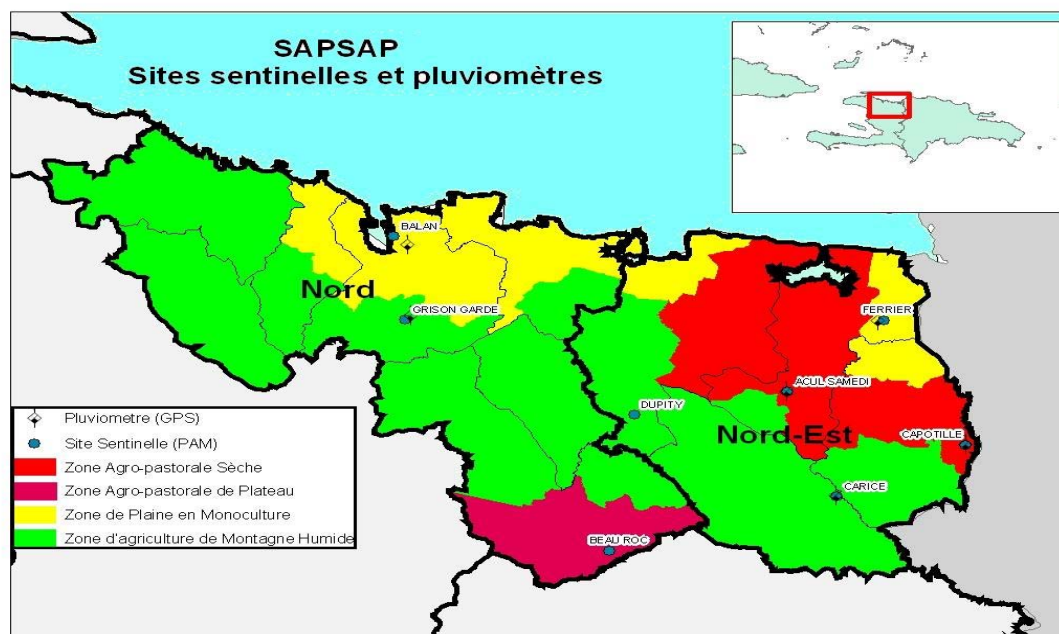 SAPSAP
Sites sentinelles et pluviomètres
BALAN
Nord
GRISON GARDE
FERRIER
ACUL SAMEDI
DUPITY
Nord-Est
CAPOTILLE
CARICE
BEAU ROC
Pluviometre (GPS)
Site Sentinelle (PAM)
Zone Agro-pastorale Sèche
Zone Agro-pastorale de Plateau
Zone de Plaine en Monoculture
Zone d'agriculture de Montagne Humide